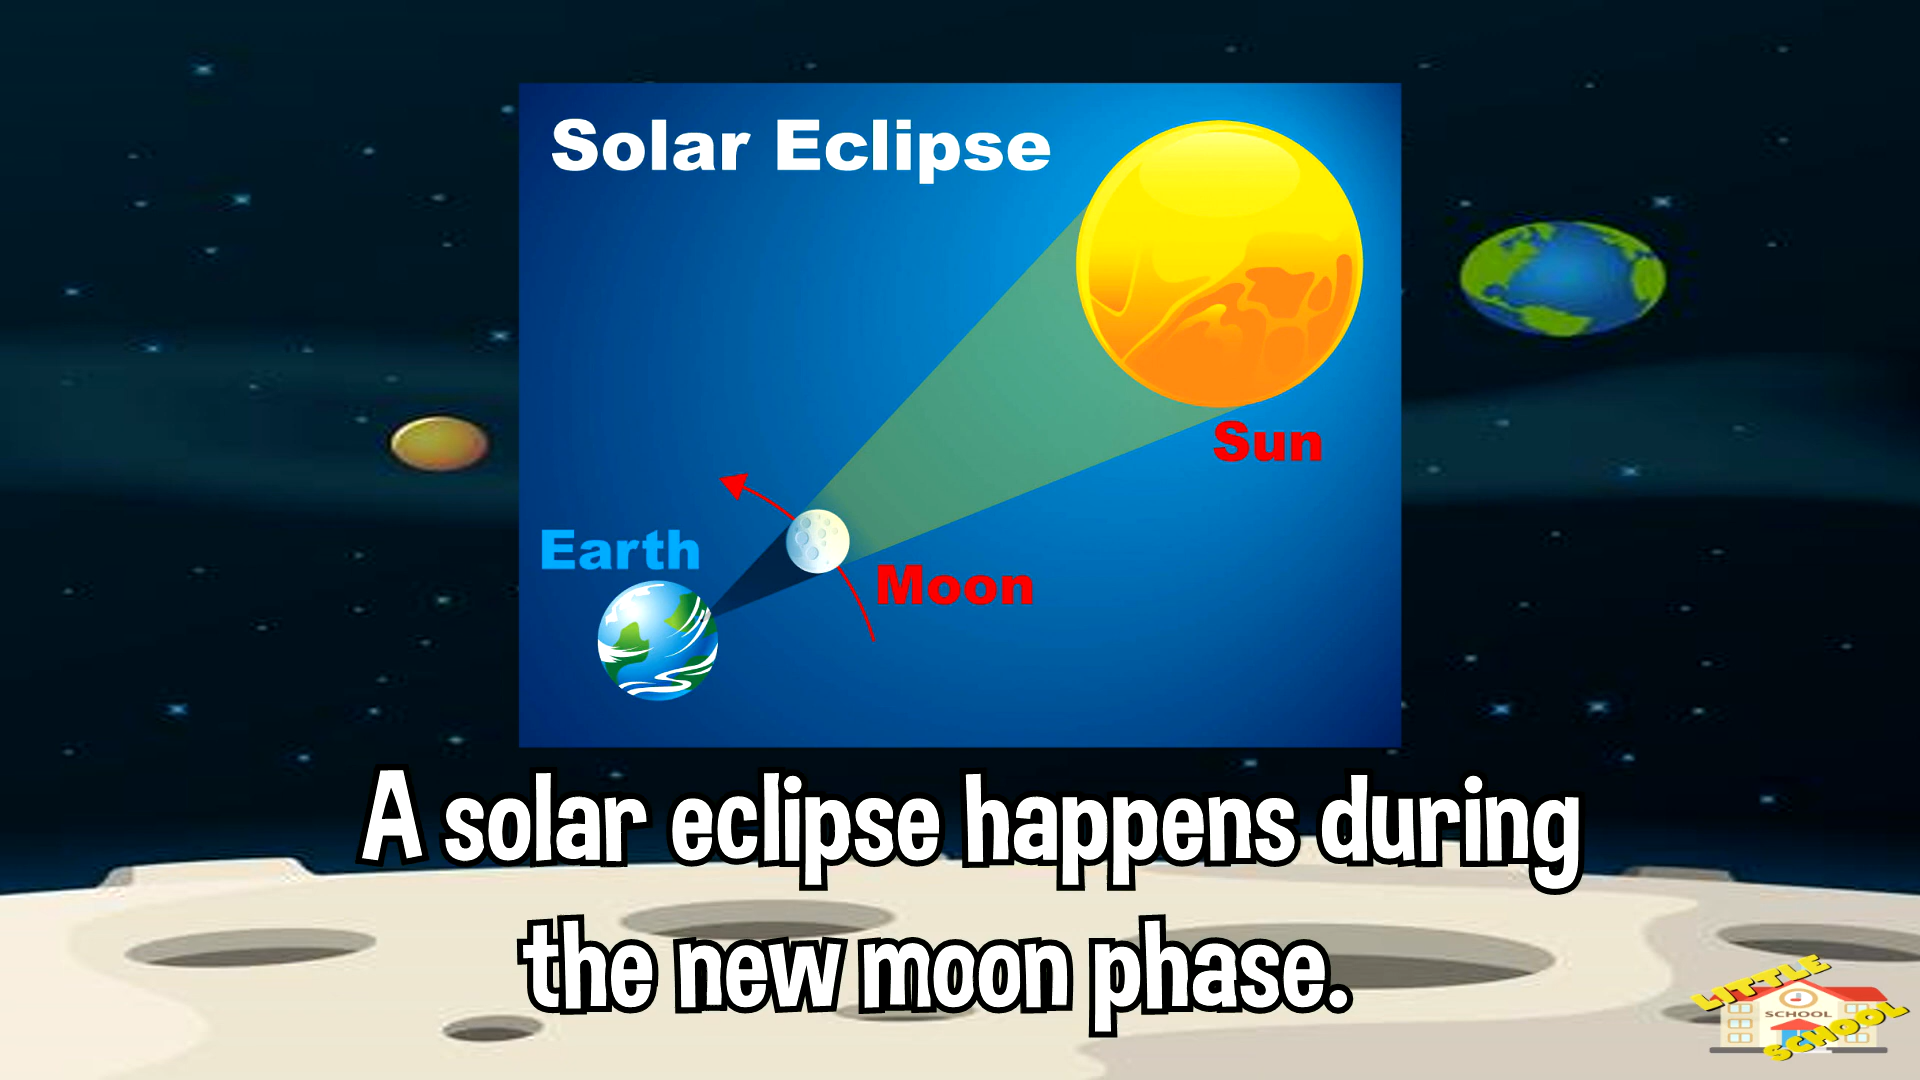 Solar Eclipse
Sun
Earth
Moon
A solar eclipse happens during
the new moon phase.
LITTLE
SCHOOL
SCHOOL